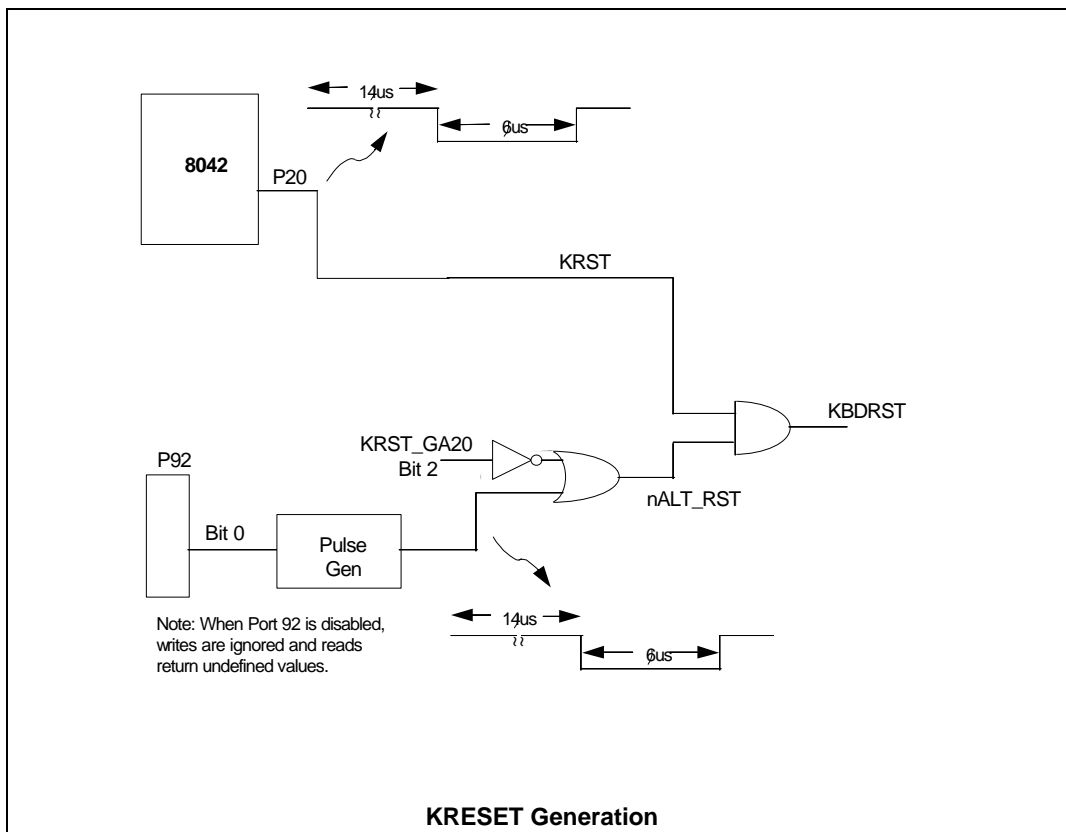 14us
6us
8042
P20
KRST
KBDRST
KRST_GA20
Bit 2
P92
nALT_RST
Bit 0
Pulse
Gen
14us
6us
Note: When Port 92 is disabled,
writes are ignored and reads
return undefined values.
KRESET Generation